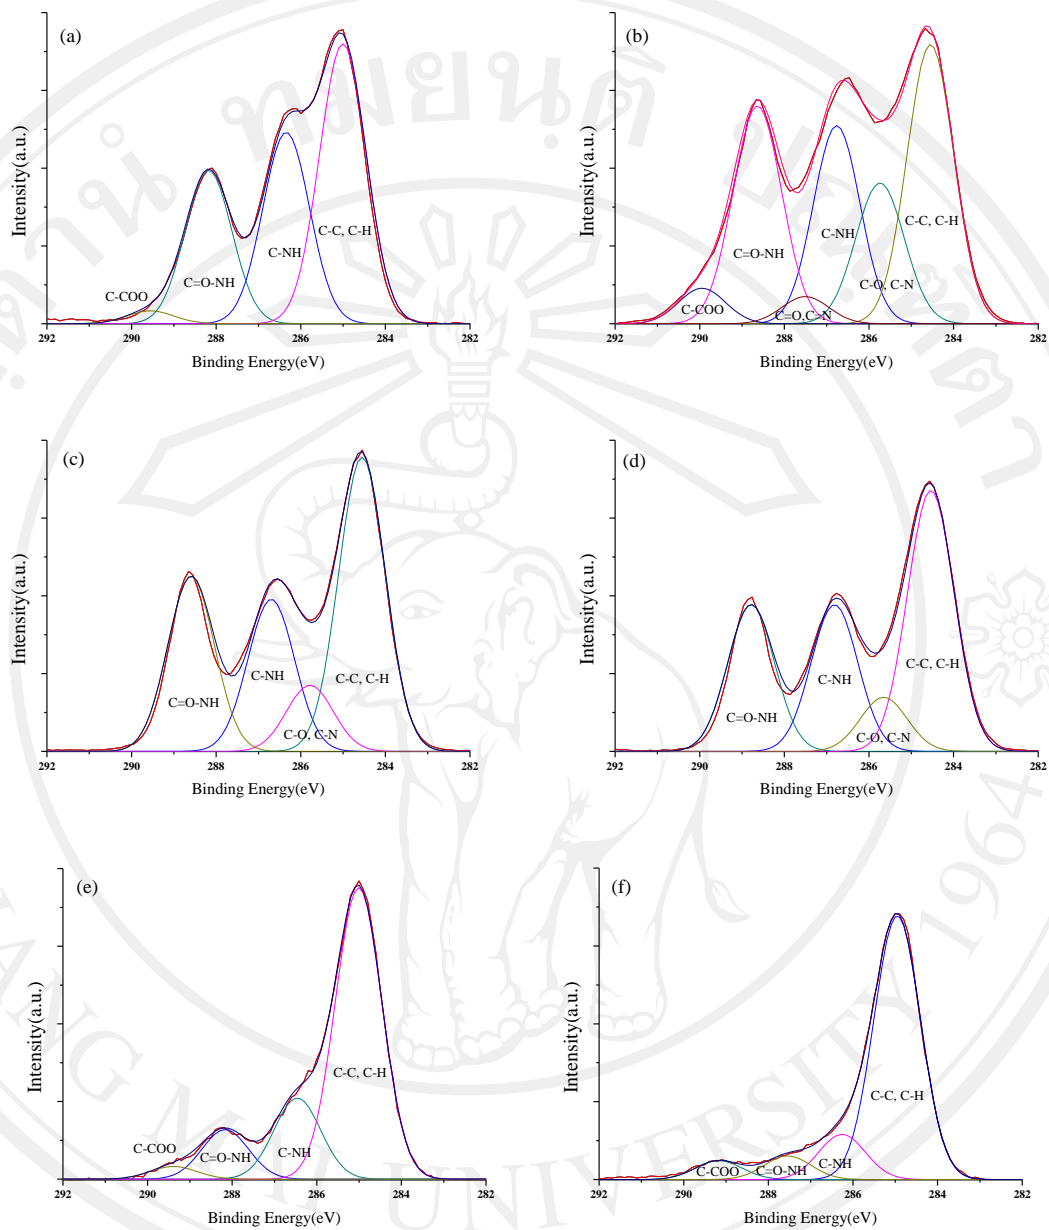 (a)
Intensity(a.u.)
C-COO
C=O-NH
C-NH
C-C, C-H
292 290 288 286 284 282
Binding Energy(eV)
(b)
Intensity(a.u.)
C=O-NH
C-COO
C=O,C=N
C-NH
C-O, C-N
C-C, C-H
292 290 288 286 284 282
Binding Energy(eV)
(c)
Intensity(a.u.)
C=O-NH
C-NH
C-O, C-N
C-C, C-H
292 290 288 286 284 282
Binding Energy(eV)
(d)
Intensity(a.u.)
C=O-NH
C-NH
C-O, C-N
C-C, C-H
292 290 288 286 284 282
Binding Energy(eV)
(e)
Intensity(a.u.)
C-COO
C=O-NH
C-NH
C-C, C-H
292 290 288 286 284 282
Binding Energy(eV)
(f)
Intensity(a.u.)
C-COO
C=O-NH
C-NH
C-C, C-H
292 290 288 286 284 282
Binding Energy(eV)
UNIVERSITY 1964